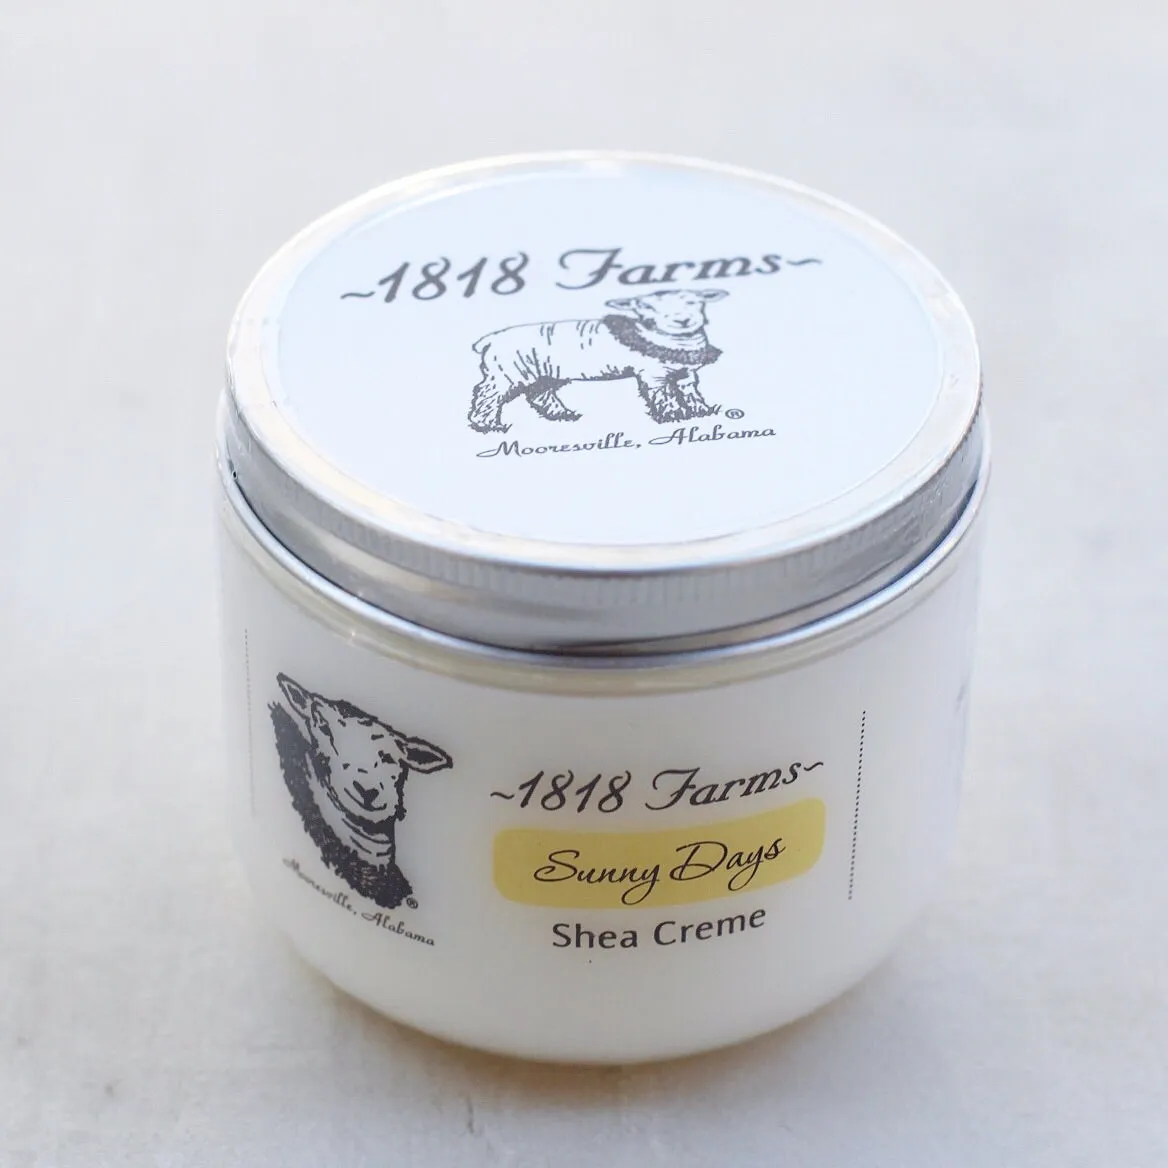 ~1818 Farms~
®
Mooresville, Alabama
~1818 Farms~
Sunny Days
Shea Creme
®
Mooresville, Alabama